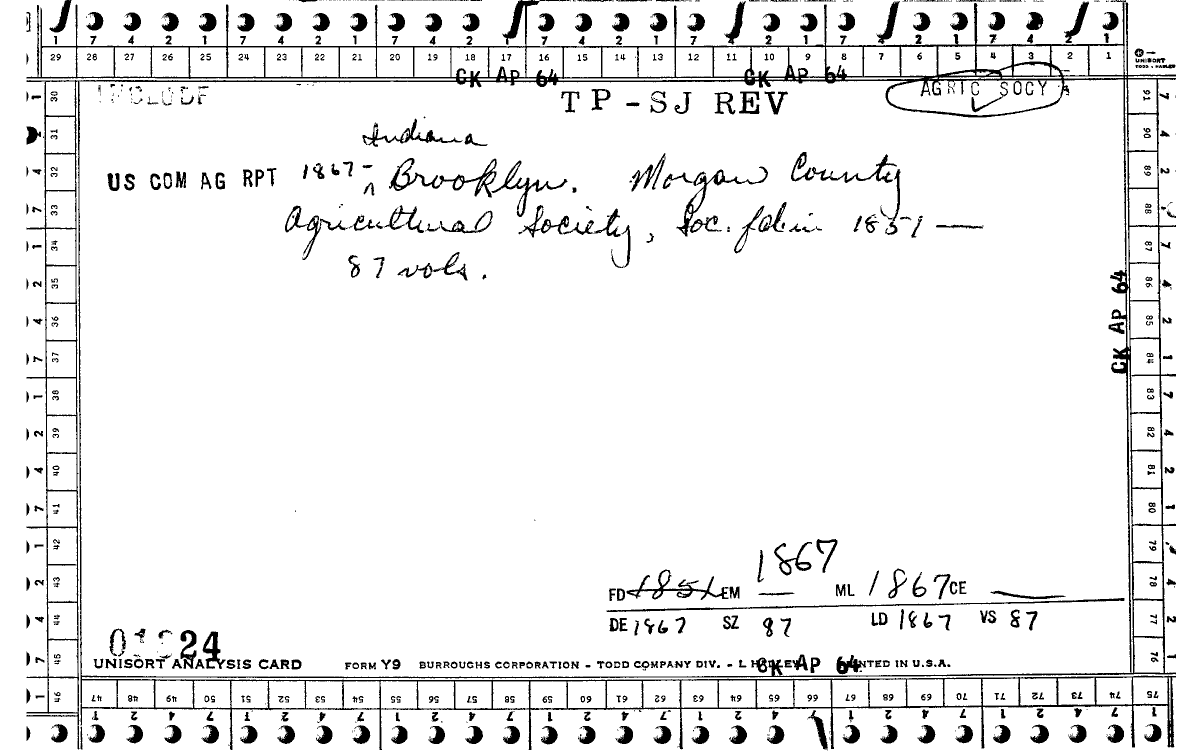 1 7 4 2 1 7 4 2 1 7 4 2 1 7 4 2 1 7 4 2 1 7 4 2 1 7 4 2 1
29 28 27 26 25 24 23 22 21 20 19 18 17 16 15 14 13 12 11 10 9 8 7 6 5 4 3 2 1
UNISORT
CK AP 64 CK AP 64
INCLUDE TP-SJ REV AGRIC SOCY
Indiana
US COM AG RPT 1867- ^ Brooklyn. Morgan County
Agricultural Society, Soc. fdin 1851 —
87 vols.
CK AP 64
1867
FD 1851 EM — ML 1867 CE —
DE 1867 SZ 87 LD 1867 VS 87
24
UNISORT ANALYSIS CARD FORM Y9 BURROUGHS CORPORATION - TODD COMPANY DIV. - PRINTED IN U.S.A.
CK AP 64
30 31 32 33 34 35 36 37 38 39 40 41 42 43 44 45 46
91 90 89 88 87 86 85 84 83 82 81 80 79 78 77 76 75
47 48 49 50 51 52 53 54 55 56 57 58 59 60 61 62 63 64 65 66 67 68 69 70 71 72 73 74